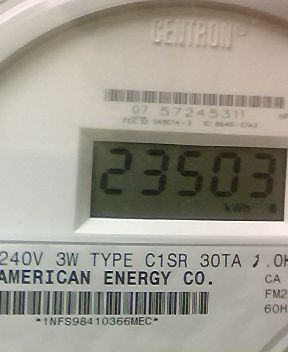 CENTRON®
07 57245311
23503
kWh
240V 3W TYPE C1SR 30TA
AMERICAN ENERGY CO. CA
FM2
60H
*1NFS98410366MEC*